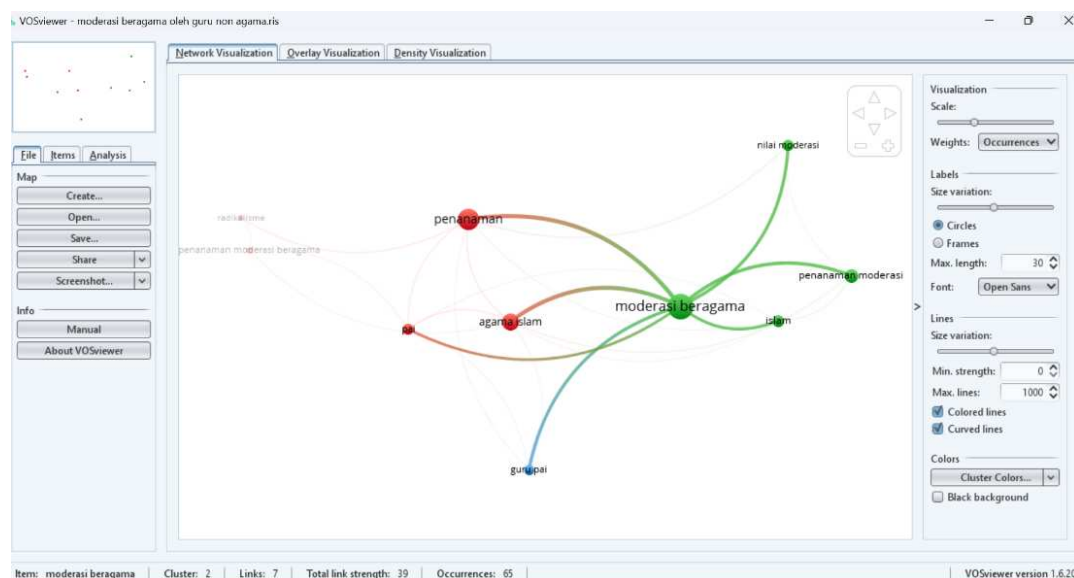 VOSviewer - moderasi beragama oleh guru non agama.ris
Network Visualization Overlay Visualization Density Visualization
File Items Analysis
Map
Create...
Open...
Save...
Share
Screenshot...
Info
Manual
About VOSviewer
nilai moderasi
radikalisme
penanaman
penanaman moderasi beragama
penanaman moderasi
moderasi beragama
agama islam
islam
pai
guru pai
Visualization
Scale:
Weights: Occurrences
Labels
Size variation:
Circles
Frames
Max. length: 30
Font: Open Sans
>
Lines
Size variation:
Min. strength: 0
Max. lines: 1000
Colored lines
Curved lines
Colors
Cluster Colors...
Black background
Item: moderasi beragama Cluster: 2 Links: 7 Total link strength: 39 Occurrences: 65 VOSviewer version 1.6.20